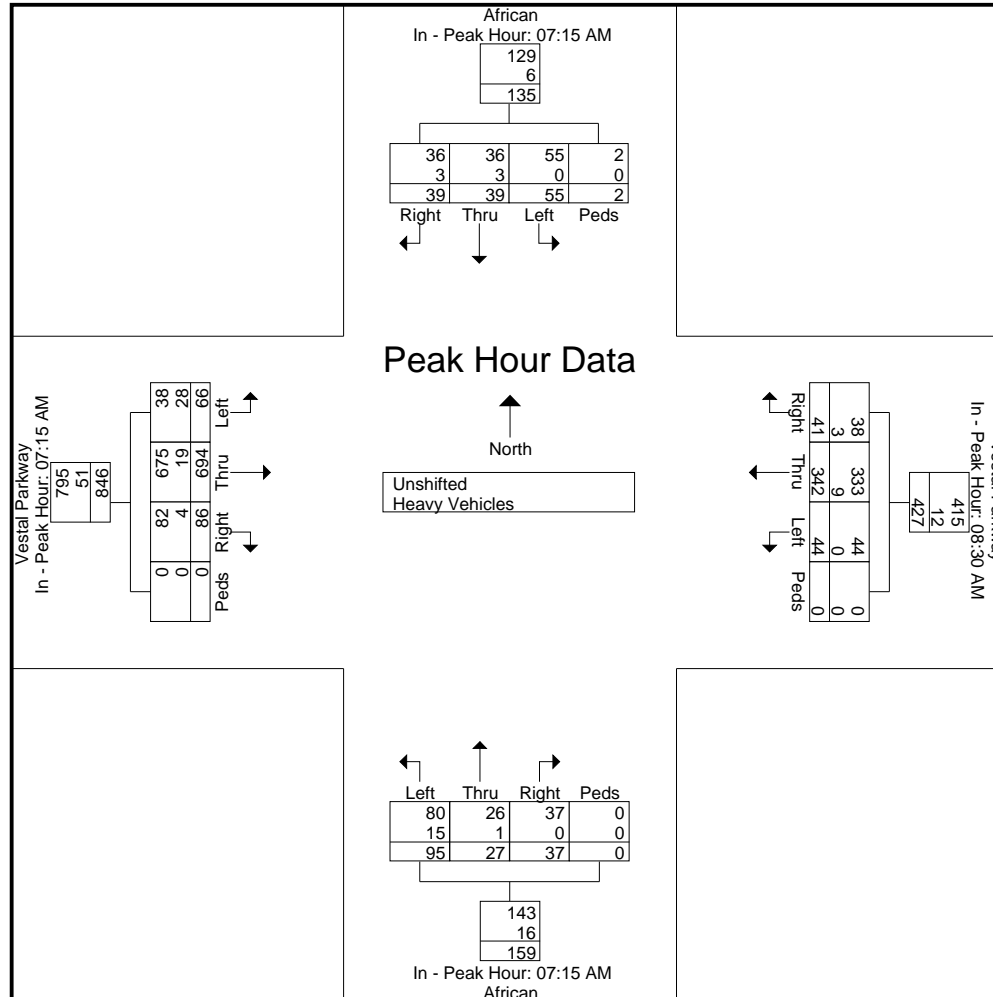 African
In - Peak Hour: 07:15 AM
129
6
135
36 36 55 2
3 3 0 0
39 39 55 2
Right Thru Left Peds
Peak Hour Data
North
Unshifted
Heavy Vehicles
Vestal Parkway
In - Peak Hour: 07:15 AM
795
51
846
38 675 82 0
28 19 4 0
66 694 86 0
Left Thru Right Peds
In - Peak Hour: 08:30 AM
415
12
427
38 333 44 0
3 9 0 0
41 342 44 0
Right Thru Left Peds
Left Thru Right Peds
80 26 37 0
15 1 0 0
95 27 37 0
143
16
159
In - Peak Hour: 07:15 AM
African